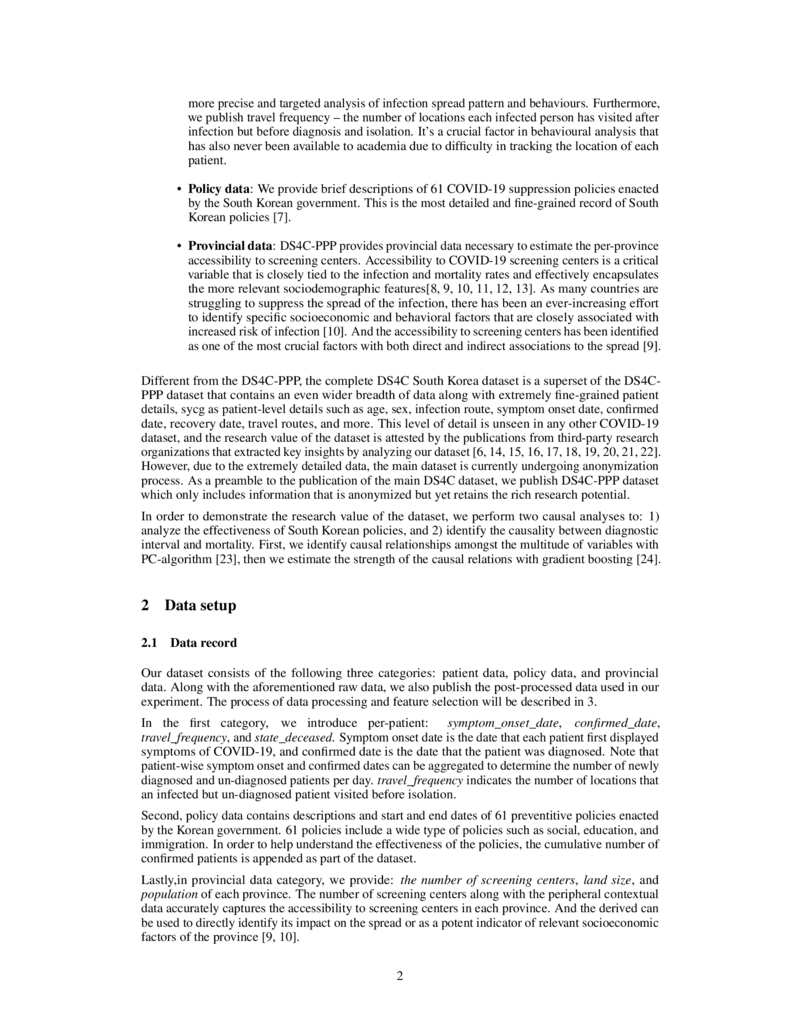 more precise and targeted analysis of infection spread pattern and behaviours. Furthermore,
we publish travel frequency – the number of locations each infected person has visited after
infection but before diagnosis and isolation. It's a crucial factor in behavioural analysis that
has also never been available to academia due to difficulty in tracking the location of each
patient.
• Policy data: We provide brief descriptions of 61 COVID-19 suppression policies enacted
by the South Korean government. This is the most detailed and fine-grained record of South
Korean policies [7].
• Provincial data: DS4C-PPP provides provincial data necessary to estimate the per-province
accessibility to screening centers. Accessibility to COVID-19 screening centers is a critical
variable that is closely tied to the infection and mortality rates and effectively encapsulates
the more relevant sociodemographic features[8, 9, 10, 11, 12, 13]. As many countries are
struggling to suppress the spread of the infection, there has been an ever-increasing effort
to identify specific socioeconomic and behavioral factors that are closely associated with
increased risk of infection [10]. And the accessibility to screening centers has been identified
as one of the most crucial factors with both direct and indirect associations to the spread [9].
Different from the DS4C-PPP, the complete DS4C South Korea dataset is a superset of the DS4C-
PPP dataset that contains an even wider breadth of data along with extremely fine-grained patient
details, sycg as patient-level details such as age, sex, infection route, symptom onset date, confirmed
date, recovery date, travel routes, and more. This level of detail is unseen in any other COVID-19
dataset, and the research value of the dataset is attested by the publications from third-party research
organizations that extracted key insights by analyzing our dataset [6, 14, 15, 16, 17, 18, 19, 20, 21, 22].
However, due to the extremely detailed data, the main dataset is currently undergoing anonymization
process. As a preamble to the publication of the main DS4C dataset, we publish DS4C-PPP dataset
which only includes information that is anonymized but yet retains the rich research potential.
In order to demonstrate the research value of the dataset, we perform two causal analyses to: 1)
analyze the effectiveness of South Korean policies, and 2) identify the causality between diagnostic
interval and mortality. First, we identify causal relationships amongst the multitude of variables with
PC-algorithm [23], then we estimate the strength of the causal relations with gradient boosting [24].
2 Data setup
2.1 Data record
Our dataset consists of the following three categories: patient data, policy data, and provincial
data. Along with the aforementioned raw data, we also publish the post-processed data used in our
experiment. The process of data processing and feature selection will be described in 3.
In the first category, we introduce per-patient: symptom_onset_date, confirmed_date,
travel_frequency, and state_deceased. Symptom onset date is the date that each patient first displayed
symptoms of COVID-19, and confirmed date is the date that the patient was diagnosed. Note that
patient-wise symptom onset and confirmed dates can be aggregated to determine the number of newly
diagnosed and un-diagnosed patients per day. travel_frequency indicates the number of locations that
an infected but un-diagnosed patient visited before isolation.
Second, policy data contains descriptions and start and end dates of 61 preventitive policies enacted
by the Korean government. 61 policies include a wide type of policies such as social, education, and
immigration. In order to help understand the effectiveness of the policies, the cumulative number of
confirmed patients is appended as part of the dataset.
Lastly,in provincial data category, we provide: the number of screening centers, land size, and
population of each province. The number of screening centers along with the peripheral contextual
data accurately captures the accessibility to screening centers in each province. And the derived can
be used to directly identify its impact on the spread or as a potent indicator of relevant socioeconomic
factors of the province [9, 10].
2